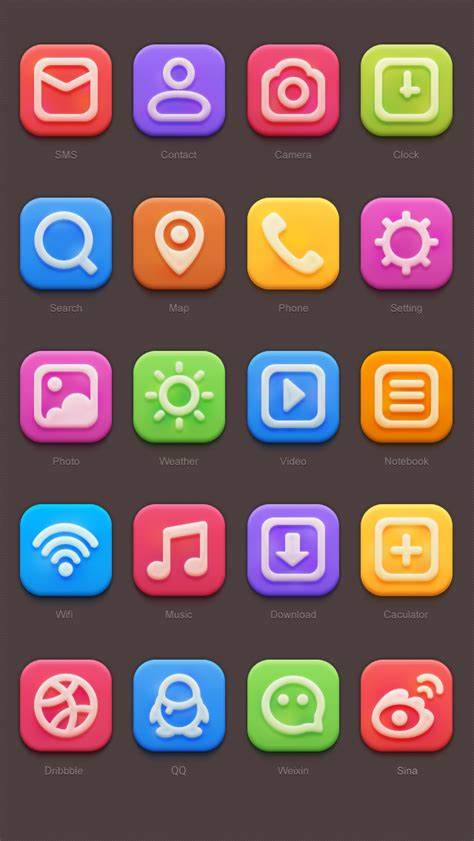 SMS Contact Camera Clock
Search Map Phone Setting
Photo Weather Video Notebook
Wifi Music Download Caculator
Dribbble QQ Weixin Sina